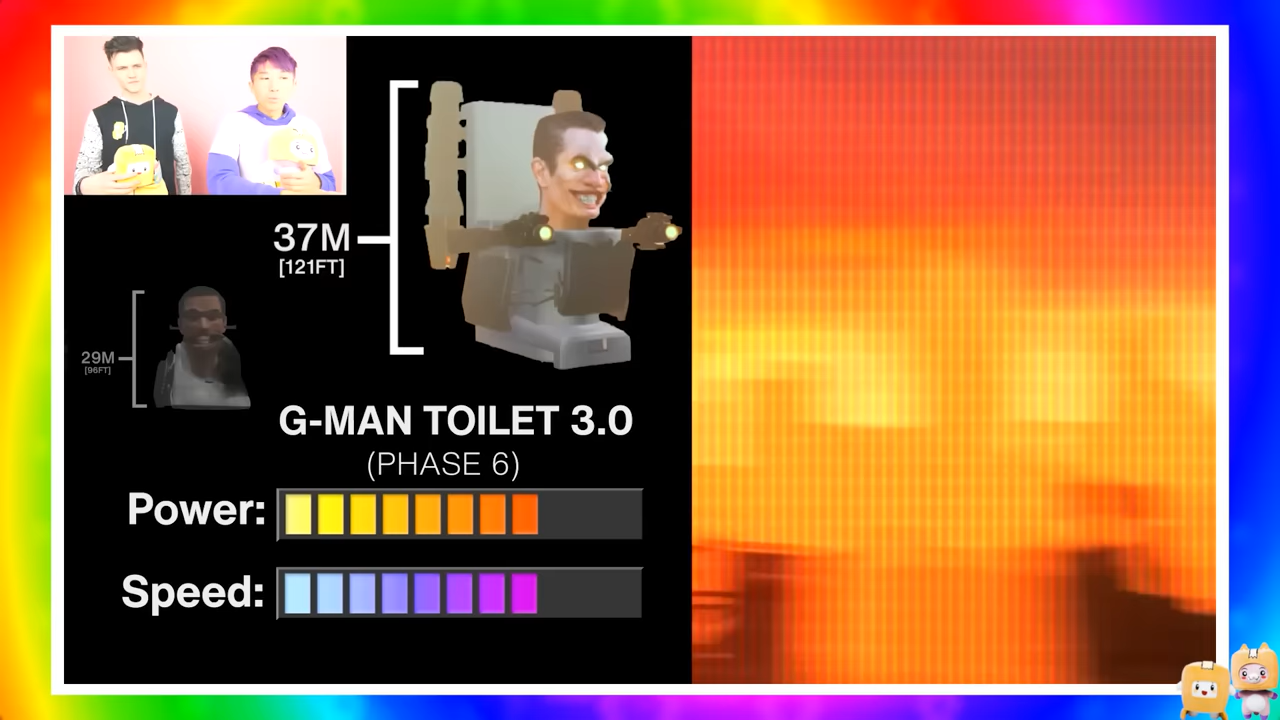 37M
[121FT]
29M
[96FT]
G-MAN TOILET 3.0
(PHASE 6)
Power:
Speed: